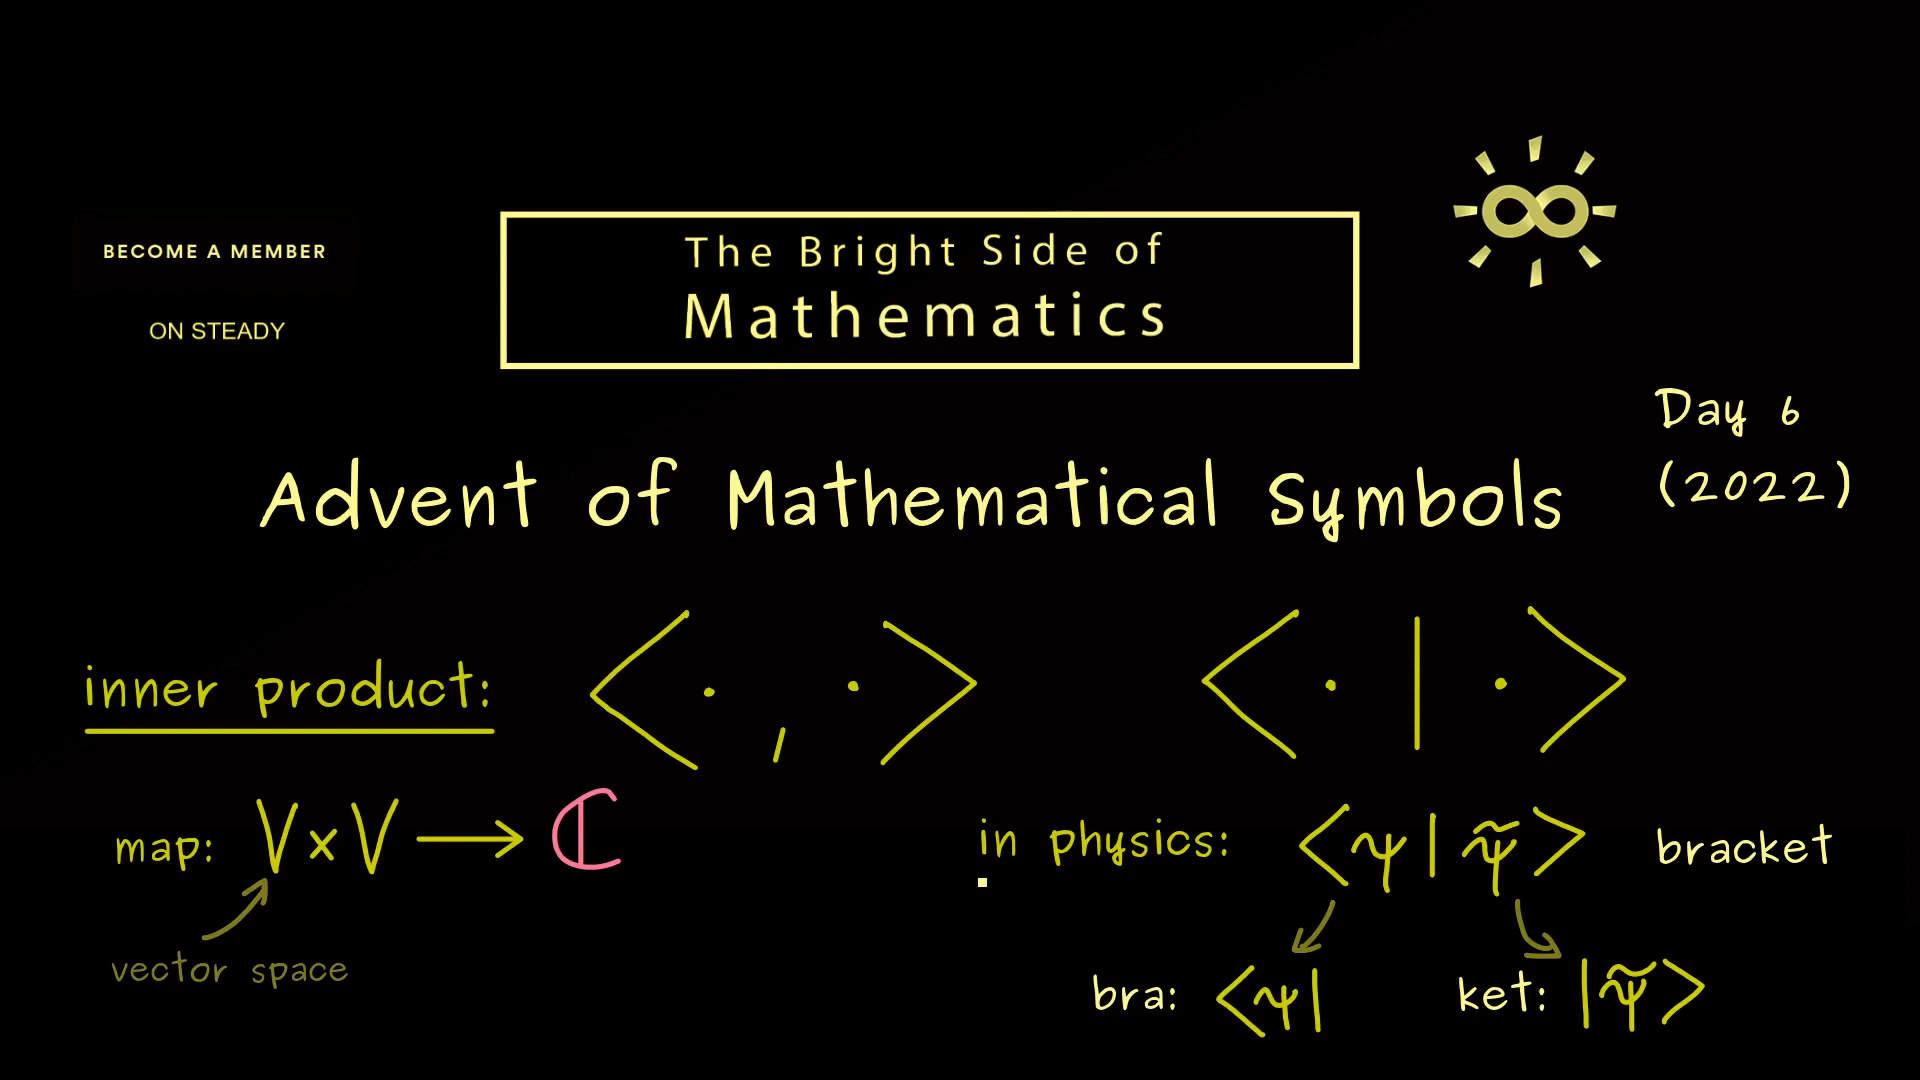 BECOME A MEMBER
ON STEADY
The Bright Side of
Mathematics
Day 6
(2022)
Advent of Mathematical Symbols
inner product: ⟨ · , · ⟩ ⟨ · | · ⟩
map: V × V → ℂ
vector space
in physics: ⟨ψ | ψ̃⟩ bracket
bra: ⟨ψ| ket: |ψ̃⟩